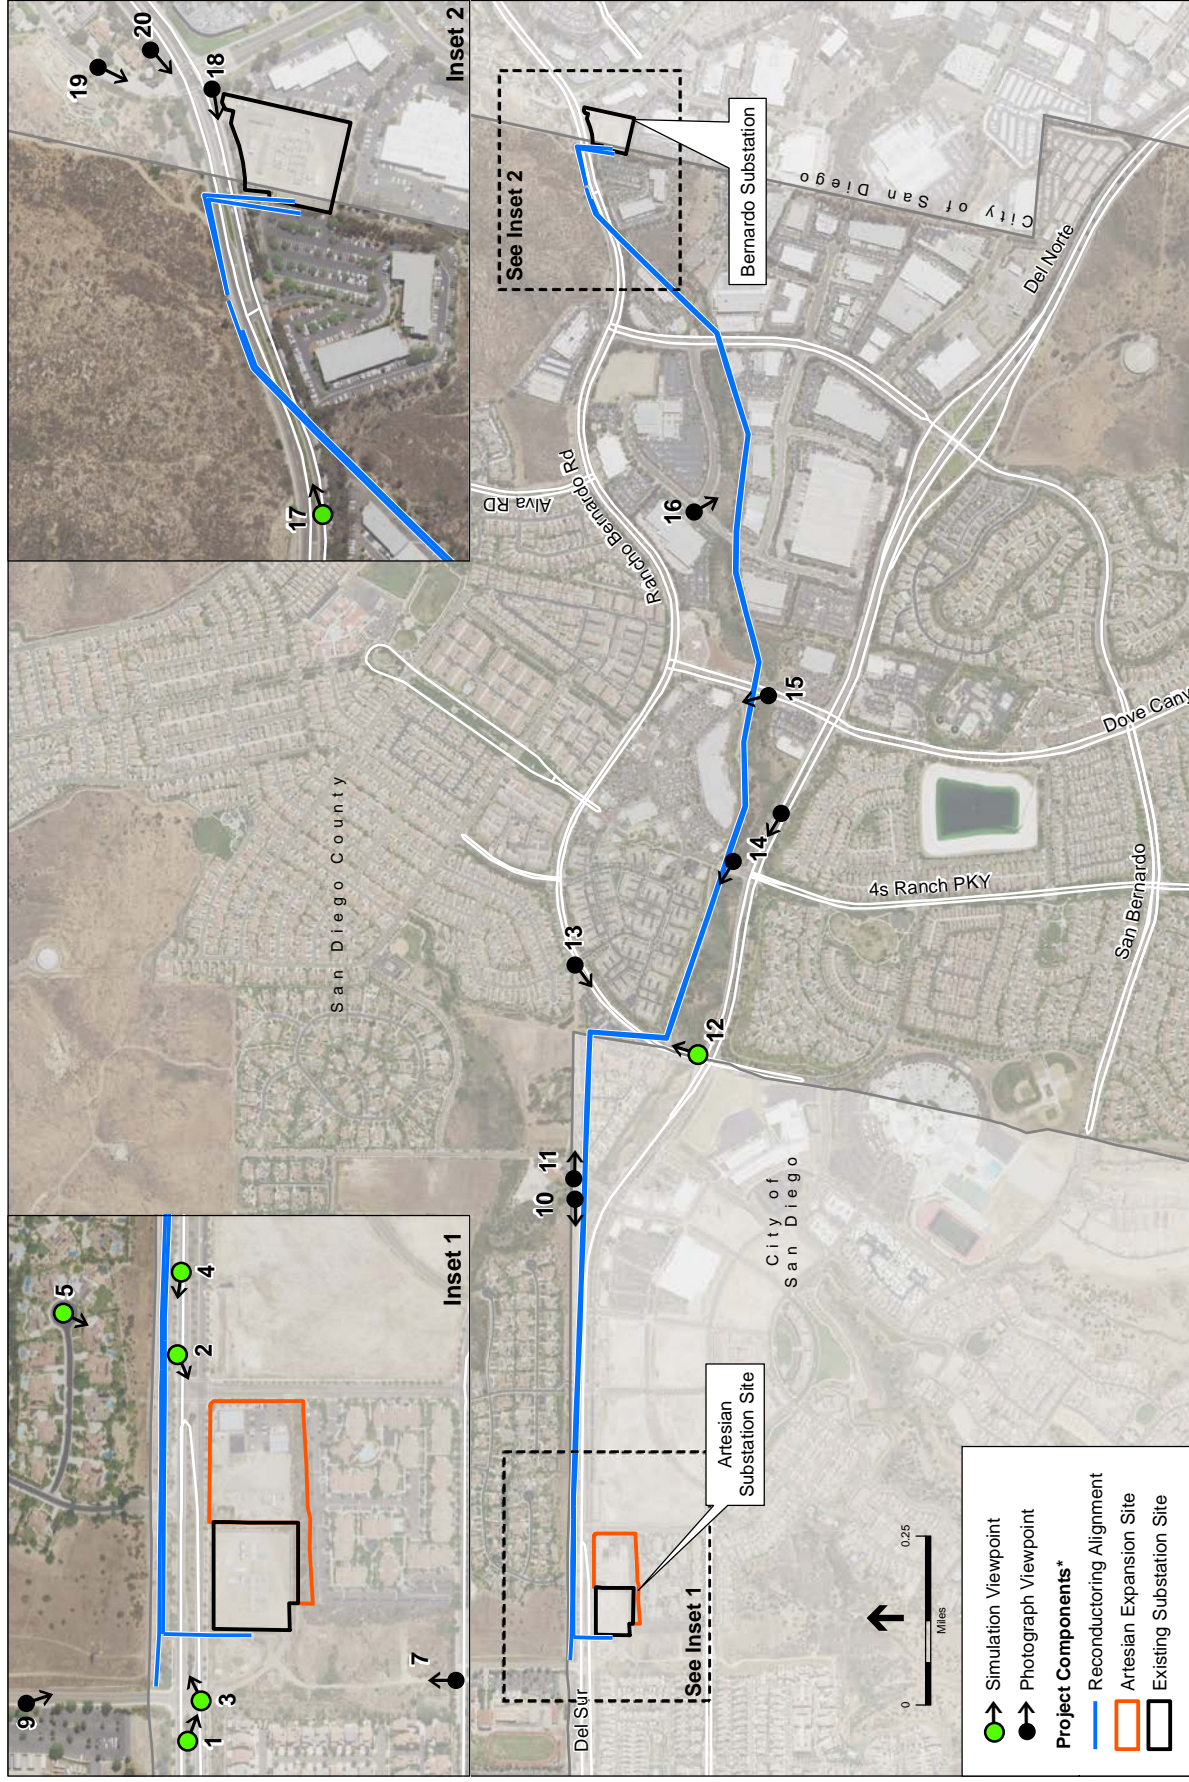 Inset 1
1
2
3
4
5
7
9
Inset 2
17
18
19
20
San Diego County
City of
San Diego
City of San Diego
See Inset 1
See Inset 2
Artesian
Substation Site
Bernardo Substation
Del Sur
Rancho Bernardo Rd
Alva RD
Del Norte
Dove Cany
4s Ranch PKY
San Bernardo
10
11
12
13
14
15
16
0
0.25
Miles
Simulation Viewpoint
Photograph Viewpoint
Project Components*
Reconductoring Alignment
Artesian Expansion Site
Existing Substation Site